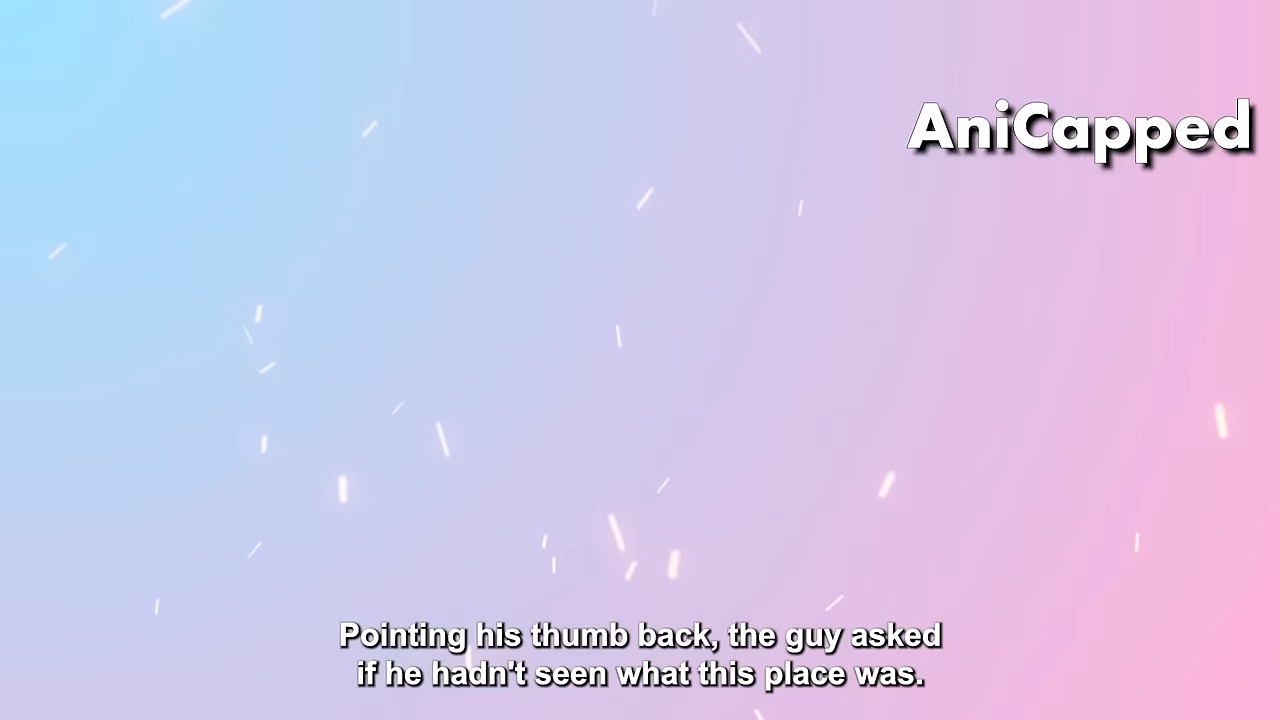 AniCapped
Pointing his thumb back, the guy asked
if he hadn't seen what this place was.